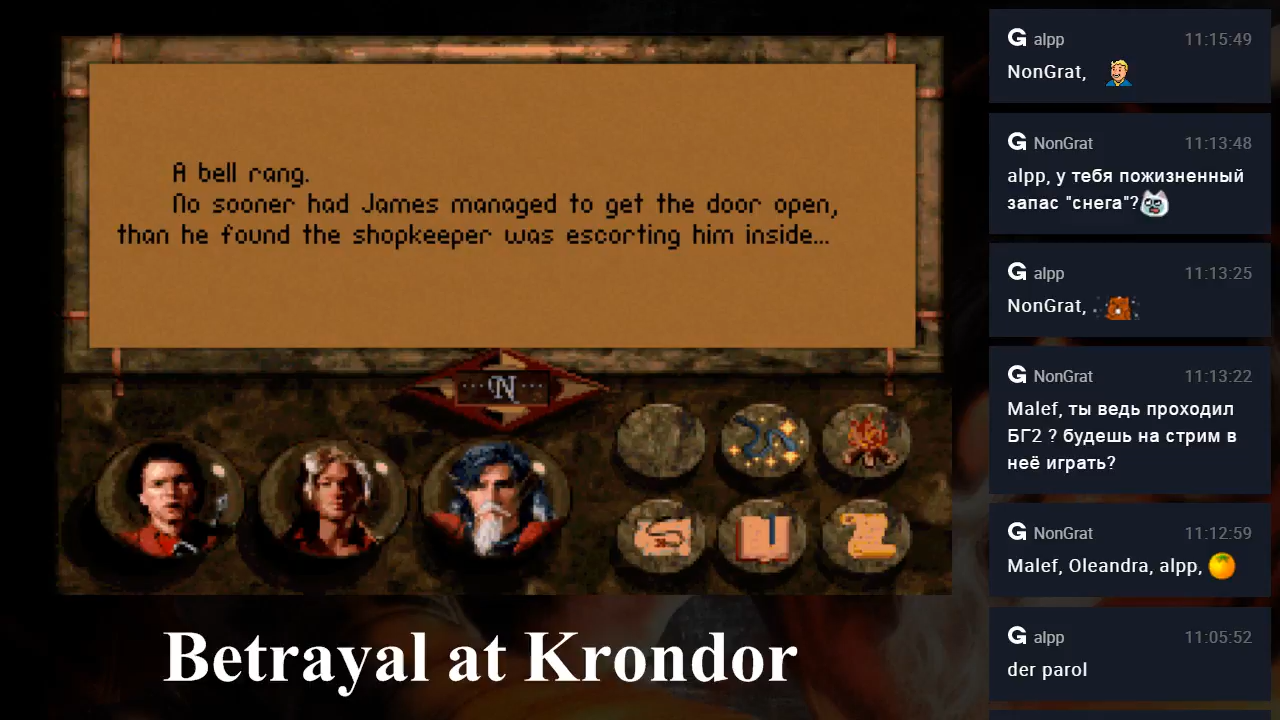 A bell rang.
No sooner had James managed to get the door open,
than he found the shopkeeper was escorting him inside...
N
Betrayal at Krondor
G alpp 11:15:49
NonGrat,
G NonGrat 11:13:48
alpp, у тебя пожизненный
запас "снега"?
G alpp 11:13:25
NonGrat,
G NonGrat 11:13:22
Malef, ты ведь проходил
БГ2 ? будешь на стрим в
неё играть?
G NonGrat 11:12:59
Malef, Oleandra, alpp,
G alpp 11:05:52
der parol